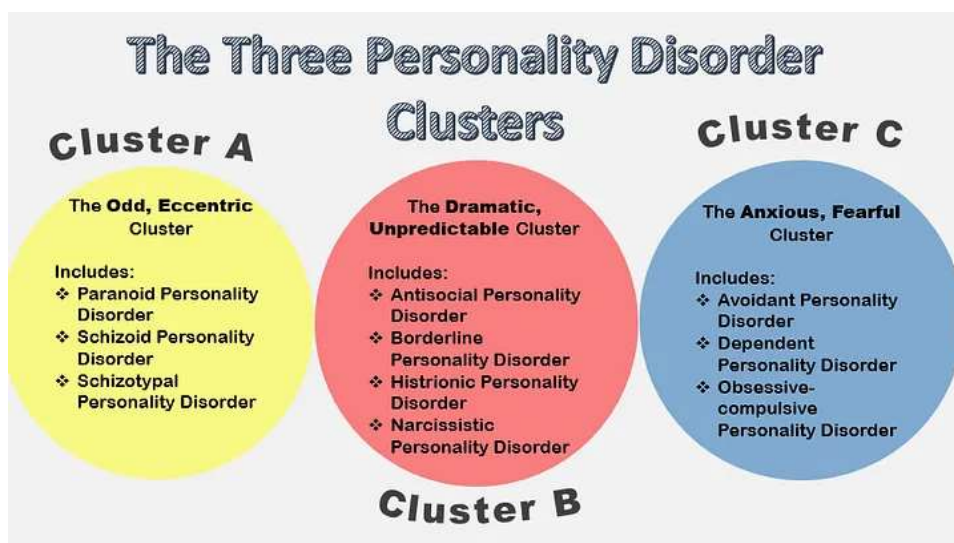 The Three Personality Disorder
Clusters
Cluster A
The Odd, Eccentric
Cluster
Includes:
❖ Paranoid Personality
Disorder
❖ Schizoid Personality
Disorder
❖ Schizotypal
Personality Disorder
Cluster B
The Dramatic,
Unpredictable Cluster
Includes:
❖ Antisocial Personality
Disorder
❖ Borderline
Personality Disorder
❖ Histrionic Personality
Disorder
❖ Narcissistic
Personality Disorder
Cluster C
The Anxious, Fearful
Cluster
Includes:
❖ Avoidant Personality
Disorder
❖ Dependent
Personality Disorder
❖ Obsessive-
compulsive
Personality Disorder